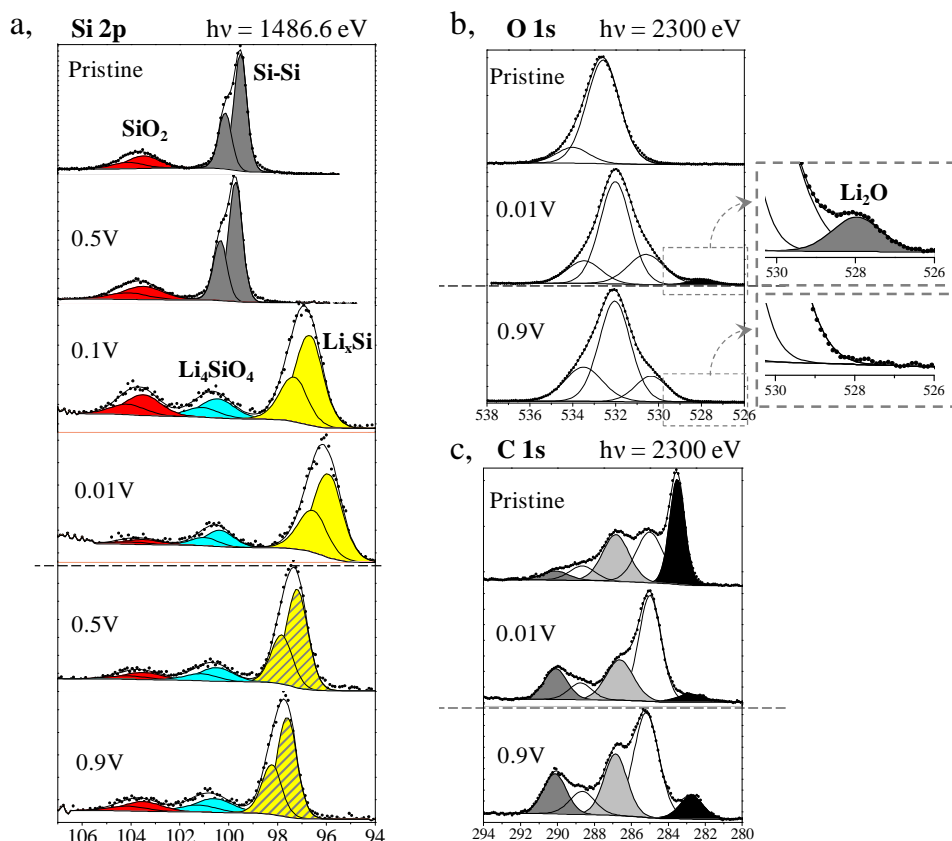 a, Si 2p hν = 1486.6 eV
Pristine
Si-Si
SiO₂
0.5V
0.1V
Li₄SiO₄
LiₓSi
0.01V
0.5V
0.9V
106 104 102 100 98 96 94
b, O 1s hν = 2300 eV
0.01V
Li₂O
530 528 526
0.9V
530 528 526
538 536 534 532 530 528 526
c, C 1s hν = 2300 eV
Pristine
0.01V
0.9V
294 292 290 288 286 284 282 280